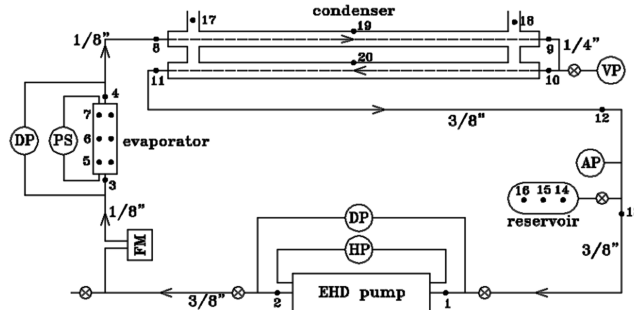 condenser
17
19
18
1/8"
8
9
1/4"
20
VP
11
10
4
7
3/8"
12
DP
PS
6
evaporator
5
AP
3
16 15 14
reservoir
1/8"
DP
FM
HP
3/8"
EHD pump
2
1
3/8"